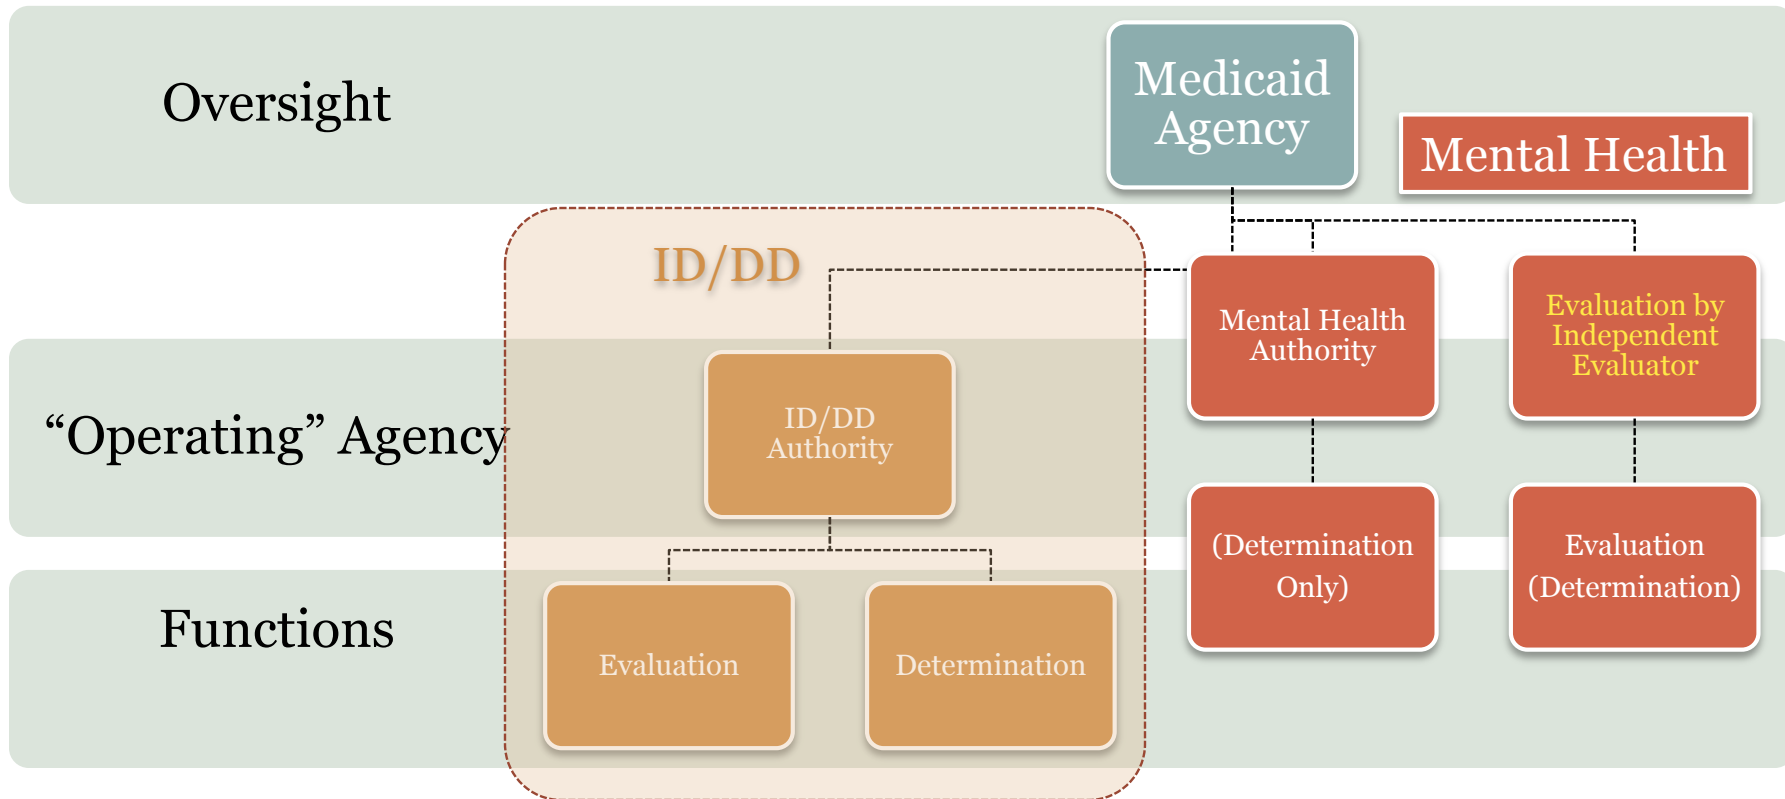 Oversight
Medicaid
Agency
Mental Health
ID/DD
Mental Health
Authority
Evaluation by
Independent
Evaluator
“Operating” Agency
ID/DD
Authority
(Determination
Only)
Evaluation
(Determination)
Functions
Evaluation
Determination